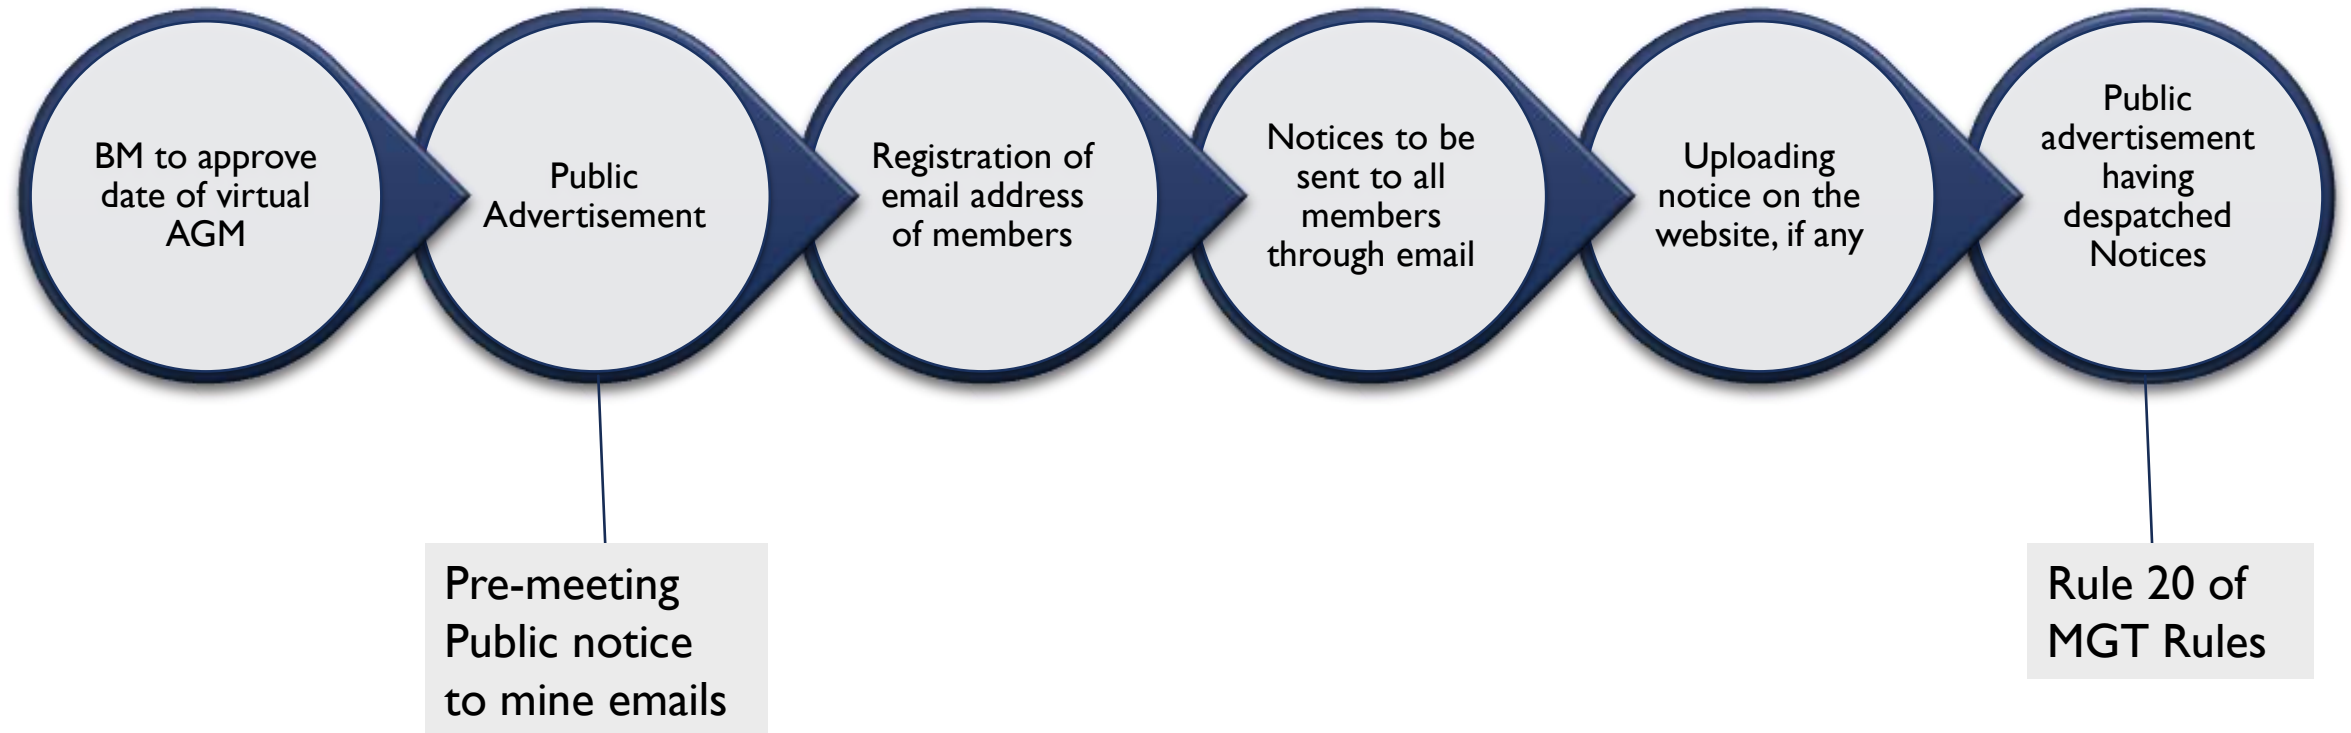 BM to approve
date of virtual
AGM
Public
Advertisement
Registration of
email address
of members
Notices to be
sent to all
members
through email
Uploading
notice on the
website, if any
Public
advertisement
having
despatched
Notices
Pre-meeting
Public notice
to mine emails
Rule 20 of
MGT Rules